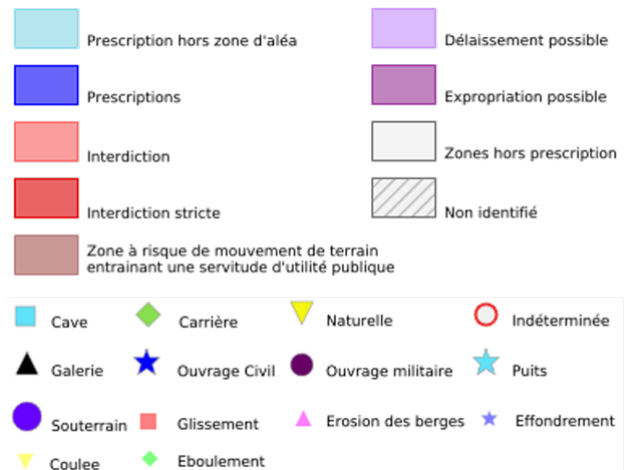 Prescription hors zone d'aléa
Délaissement possible
Prescriptions
Expropriation possible
Interdiction
Zones hors prescription
Interdiction stricte
Non identifié
Zone à risque de mouvement de terrain
entrainant une servitude d'utilité publique
Cave
Carrière
Naturelle
Indéterminée
Galerie
Ouvrage Civil
Ouvrage militaire
Puits
Souterrain
Glissement
Erosion des berges
Effondrement
Coulee
Eboulement